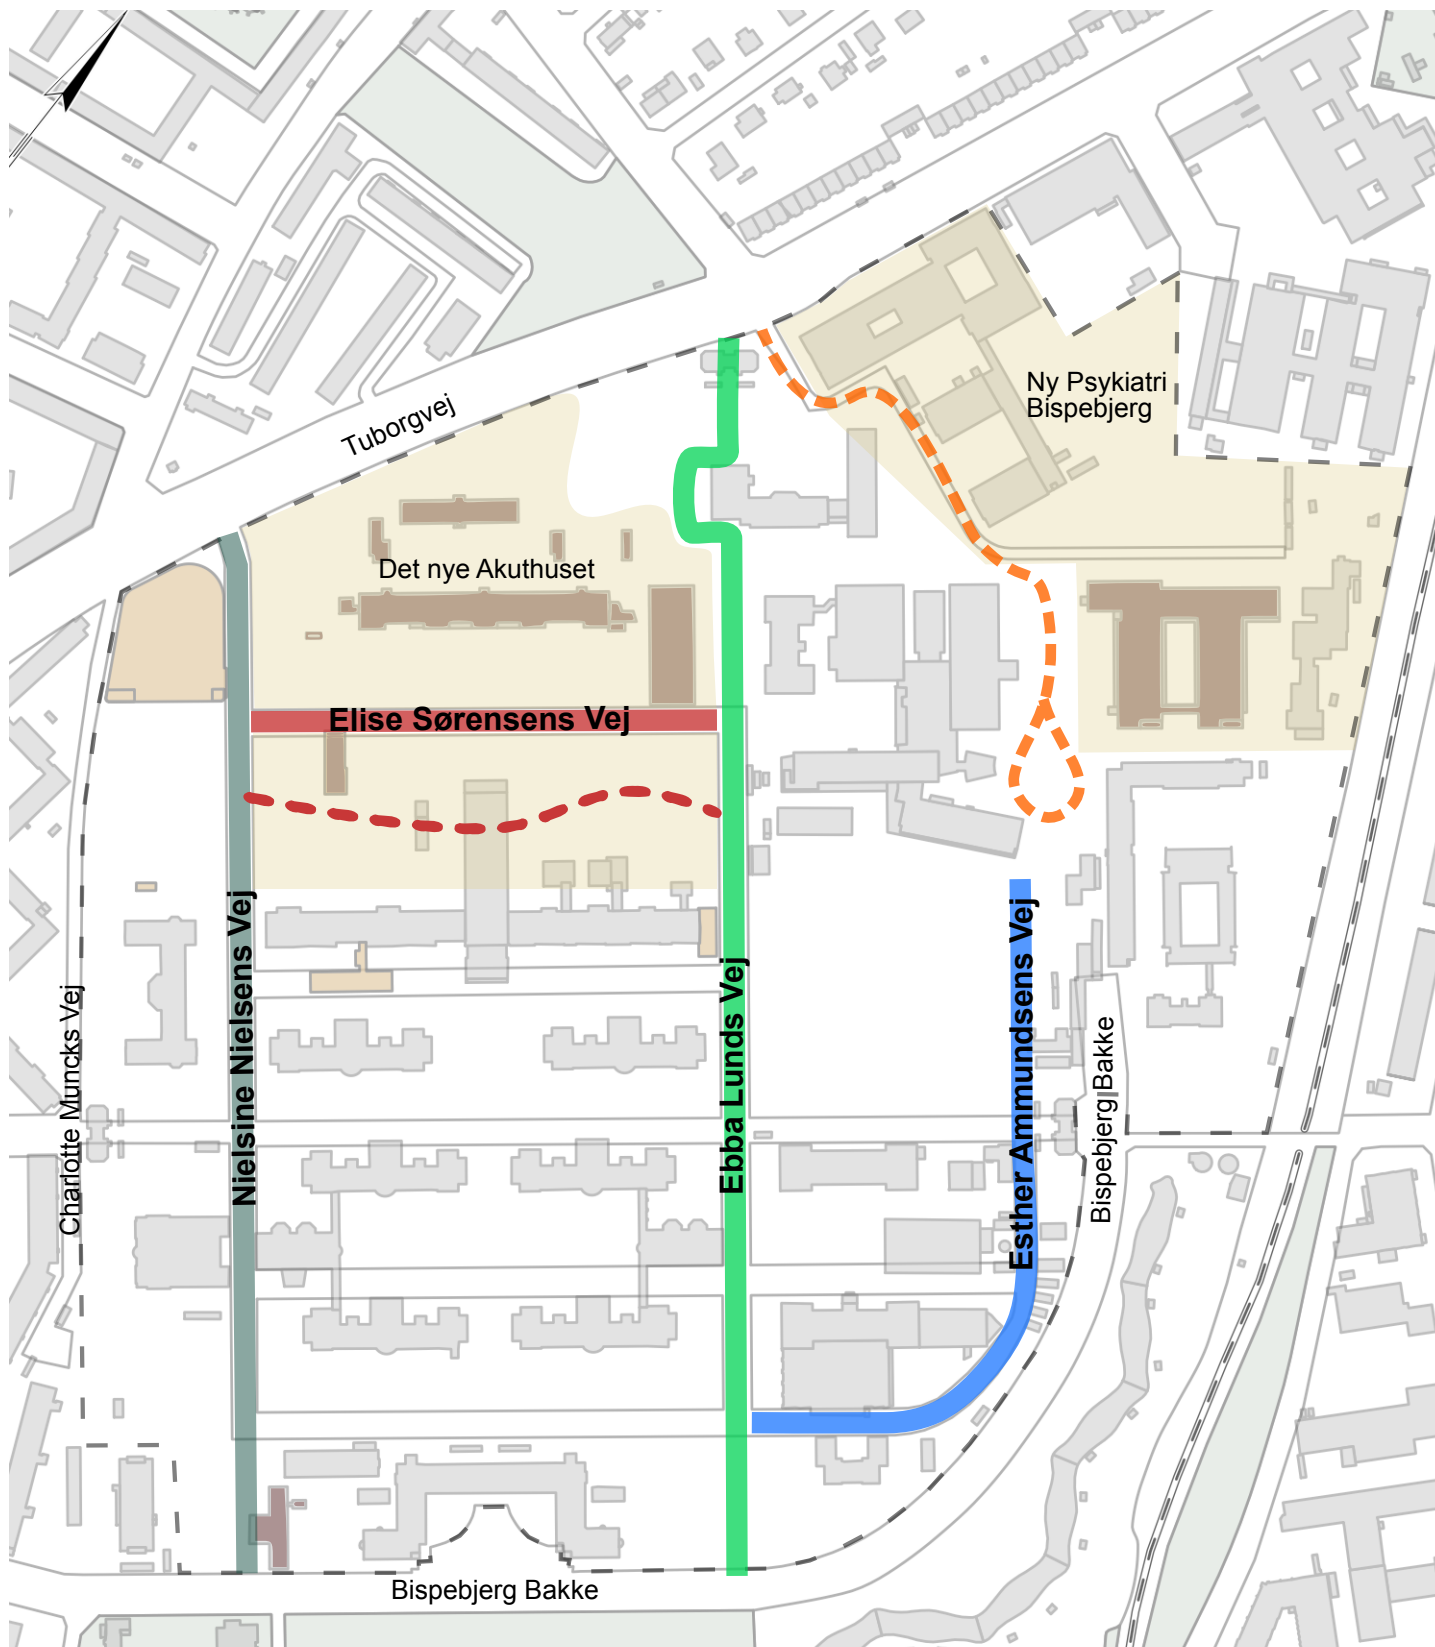 Tuborgvej
Ny Psykiatri
Bispebjerg
Det nye Akuthuset
Elise Sørensens Vej
Nielsine Nielsens Vej
Charlotte Muncks Vej
Ebba Lunds Vej
Esther Ammundsens Vej
Bispebjerg Bakke
Bispebjerg Bakke